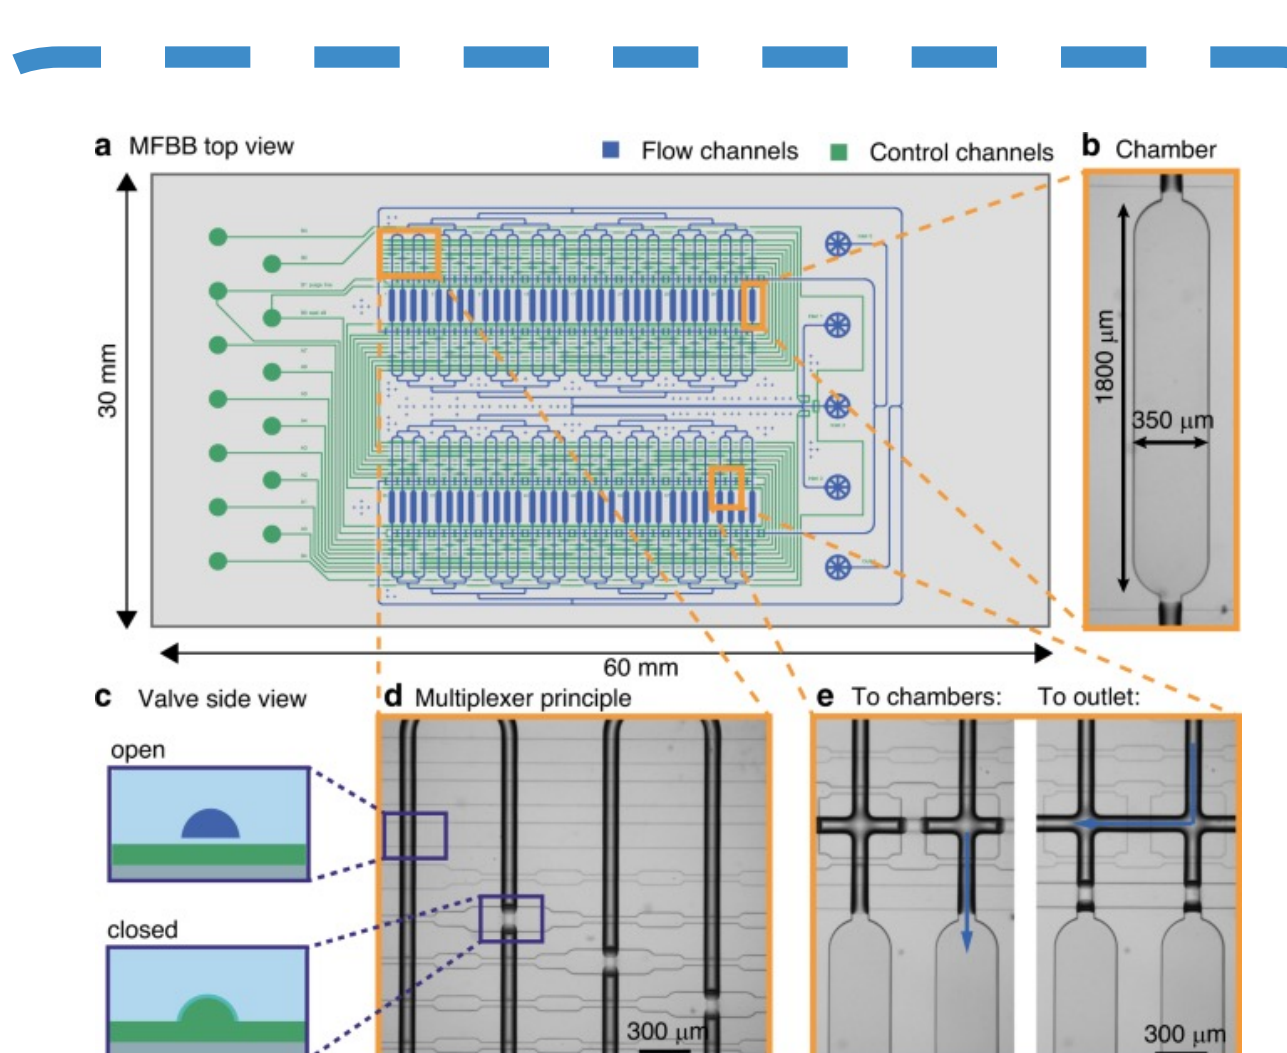 a MFBB top view
Flow channels
Control channels
b Chamber
1800 μm
350 μm
30 mm
60 mm
c Valve side view
open
closed
d Multiplexer principle
300 μm
e To chambers: To outlet:
300 μm